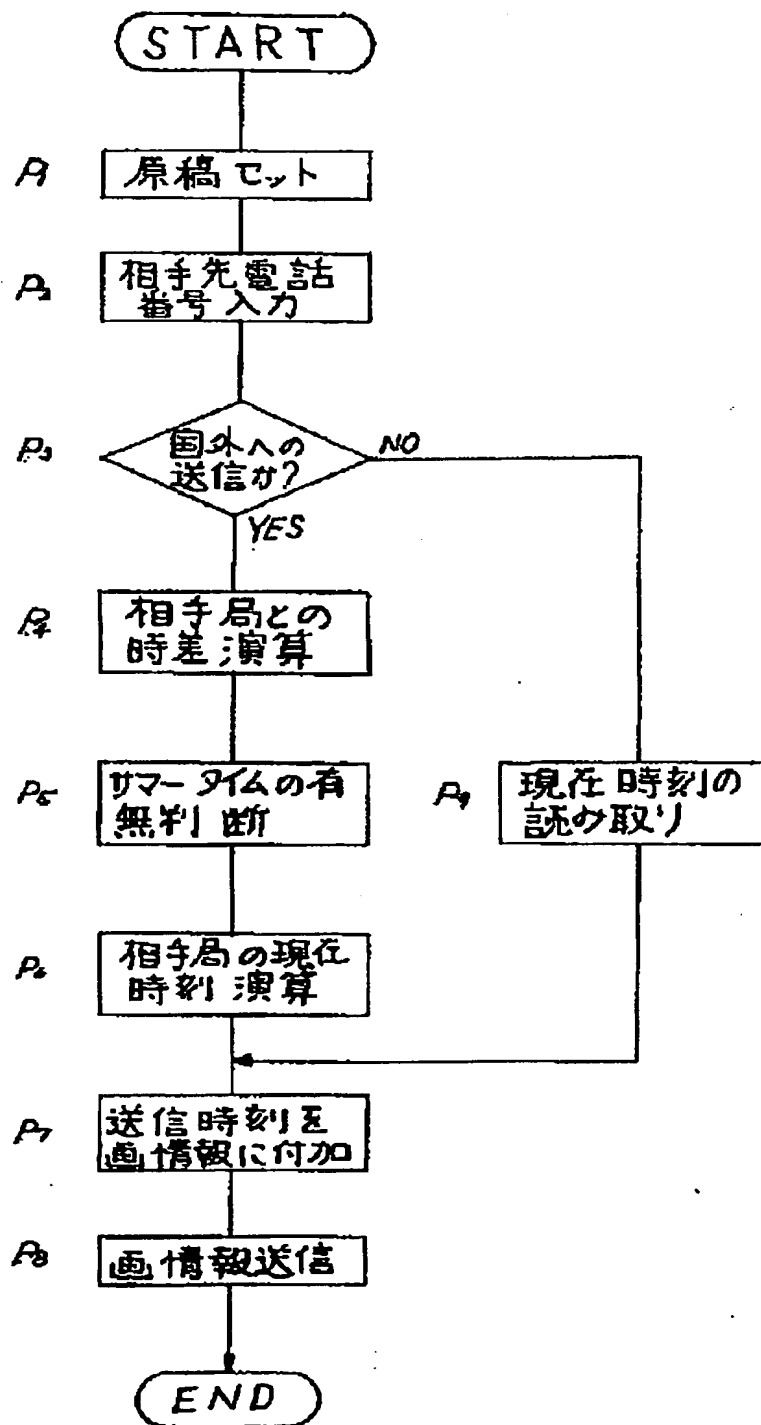 START
P1
原稿セット
P2
相手先電話
番号入力
P3
国外への
送信か?
NO
YES
P4
相手局との
時差演算
P5
サマータイムの有
無判断
P9
現在時刻の
読み取り
P6
相手局の現在
時刻演算
P7
送信時刻を
画情報に付加
P8
画情報送信
END